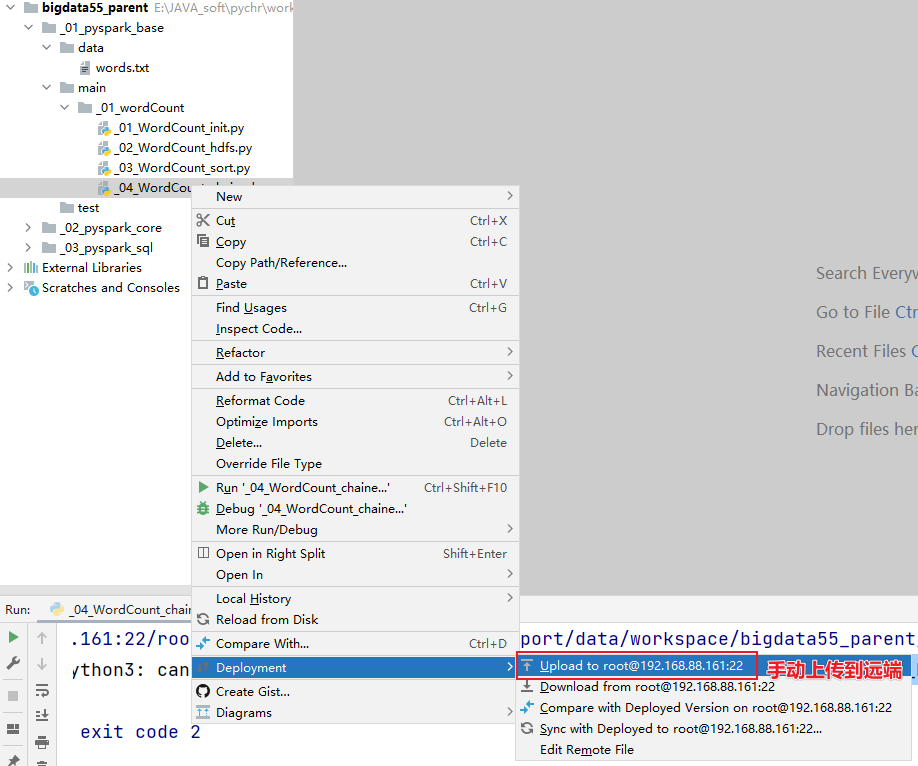 bigdata55_parent E:\JAVA_soft\pychr\work
_01_pyspark_base
data
words.txt
main
_01_wordCount
_01_WordCount_init.py
_02_WordCount_hdfs.py
_03_WordCount_sort.py
_04_WordCou
test
_02_pyspark_core
_03_pyspark_sql
External Libraries
Scratches and Consoles
New
Cut Ctrl+X
Copy Ctrl+C
Copy Path/Reference...
Paste Ctrl+V
Find Usages Ctrl+G
Inspect Code...
Refactor
Add to Favorites
Reformat Code Ctrl+Alt+L
Optimize Imports Ctrl+Alt+O
Delete... Delete
Override File Type
Run '_04_WordCount_chaine...' Ctrl+Shift+F10
Debug '_04_WordCount_chaine...'
More Run/Debug
Open in Right Split Shift+Enter
Open In
Local History
Reload from Disk
Compare With... Ctrl+D
Deployment
Create Gist...
Diagrams
Upload to root@192.168.88.161:22
手动上传到远端
Download from root@192.168.88.161:22
Compare with Deployed Version on root@192.168.88.161:22
Sync with Deployed to root@192.168.88.161:22...
Edit Remote File
Search Everyw
Go to File Ctr
Recent Files C
Navigation Ba
Drop files her
Run: _04_WordCount_chain
.161:22/roo
port/data/workspace/bigdata55_parent
ython3: can
exit code 2